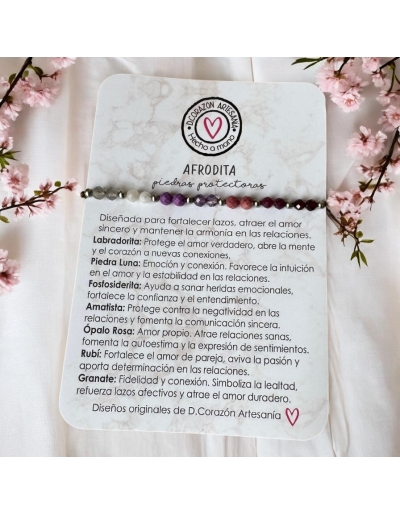 D.CORAZÓN ARTESANÍA
Hecho a mano
AFRODITA
piedras protectoras
Diseñada para fortalecer lazos, atraer el amor
sincero y mantener la armonía en las relaciones.
Labradorita: Protege el amor verdadero, abre la mente
y el corazón a nuevas conexiones.
Piedra Luna: Emoción y conexión. Favorece la intuición
en el amor y la estabilidad en las relaciones.
Fosfosiderita: Ayuda a sanar heridas emocionales,
fortalece la confianza y el entendimiento.
Amatista: Protege contra la negatividad en las
relaciones y fomenta la comunicación sincera.
Ópalo Rosa: Amor propio. Atrae relaciones sanas,
fomenta la autoestima y la expresión de sentimientos.
Rubí: Fortalece el amor de pareja, aviva la pasión y
aporta determinación en las relaciones.
Granate: Fidelidad y conexión. Simboliza la lealtad,
refuerza lazos afectivos y atrae el amor duradero.
Diseños originales de D.Corazón Artesanía